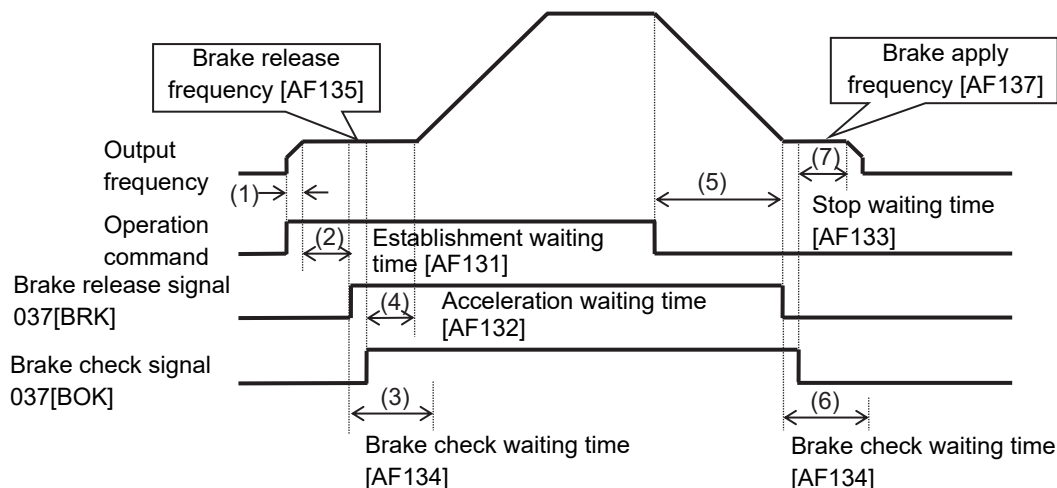 Brake release
frequency [AF135]
Brake apply
frequency [AF137]
Output
frequency
(1)
(7)
(5)
Stop waiting time
[AF133]
Operation
command
(2)
Establishment waiting
time [AF131]
Brake release signal
037[BRK]
(4)
Acceleration waiting time
[AF132]
Brake check signal
037[BOK]
(3)
(6)
Brake check waiting time
[AF134]
Brake check waiting time
[AF134]